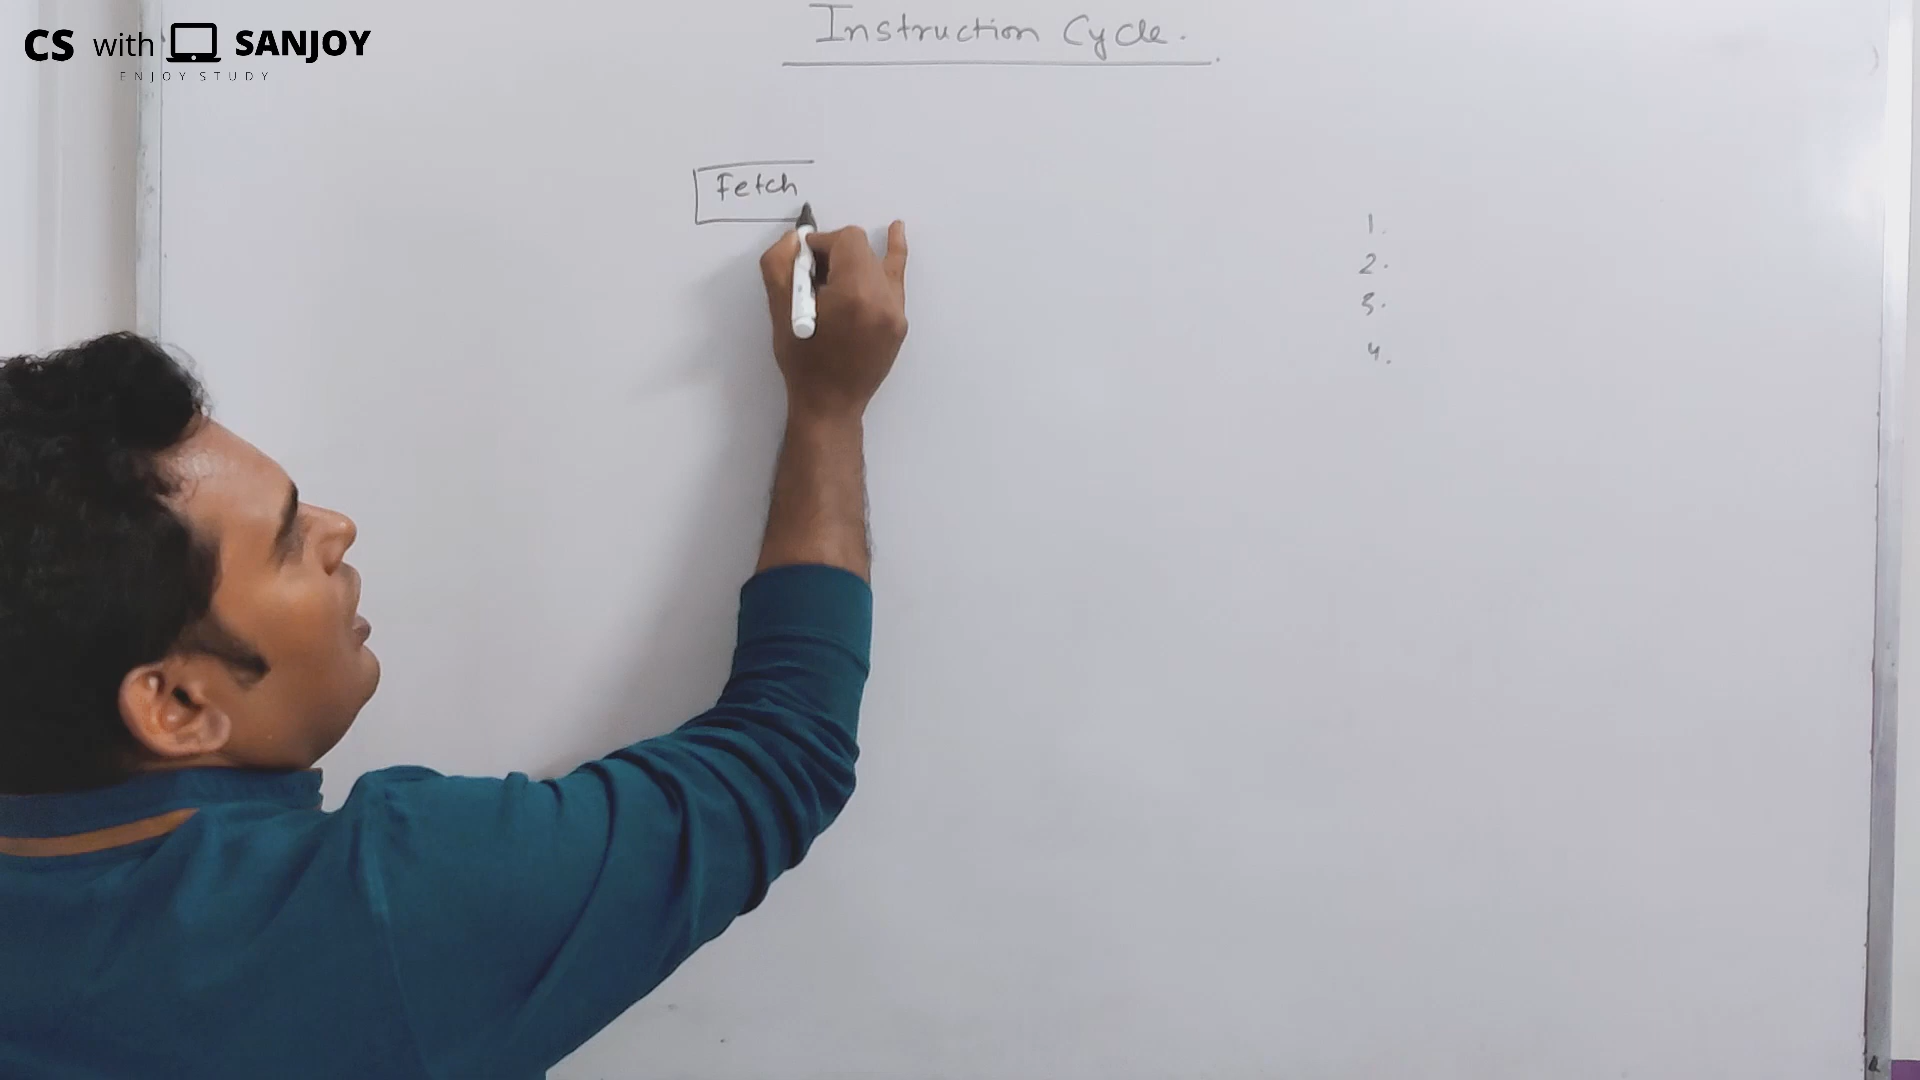 CS with SANJOY
ENJOY STUDY
Instruction Cycle.
Fetch
1.
2.
3.
4.